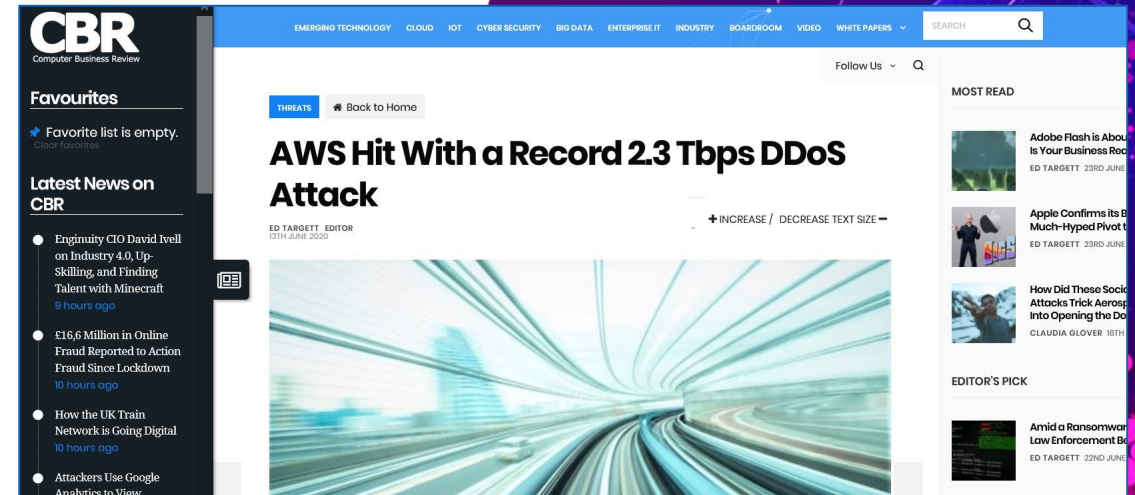 CBR
Computer Business Review
Favourites
Favorite list is empty.
Clear favorites
Latest News on
CBR
Enginuity CIO David Ivell
on Industry 4.0, Up-
Skilling, and Finding
Talent with Minecraft
9 hours ago
£16,6 Million in Online
Fraud Reported to Action
Fraud Since Lockdown
10 hours ago
How the UK Train
Network is Going Digital
10 hours ago
Attackers Use Google
Analytics to View
EMERGING TECHNOLOGY CLOUD IOT CYBER SECURITY BIG DATA ENTERPRISE IT INDUSTRY BOARDROOM VIDEO WHITE PAPERS SEARCH
Follow Us
THREATS Back to Home
AWS Hit With a Record 2.3 Tbps DDoS
Attack
ED TARGETT EDITOR
13TH JUNE 2020
+ INCREASE / DECREASE TEXT SIZE −
MOST READ
Adobe Flash is
Is Your Business
ED TARGETT 23RD JUNE
Apple Confirms its
Much-Hyped Pivot
ED TARGETT 23RD JUNE
How Did These
Attacks Trick
Into Opening the
CLAUDIA GLOVER 18TH
EDITOR'S PICK
Amid a
Law Enforcement
ED TARGETT 22ND JUNE